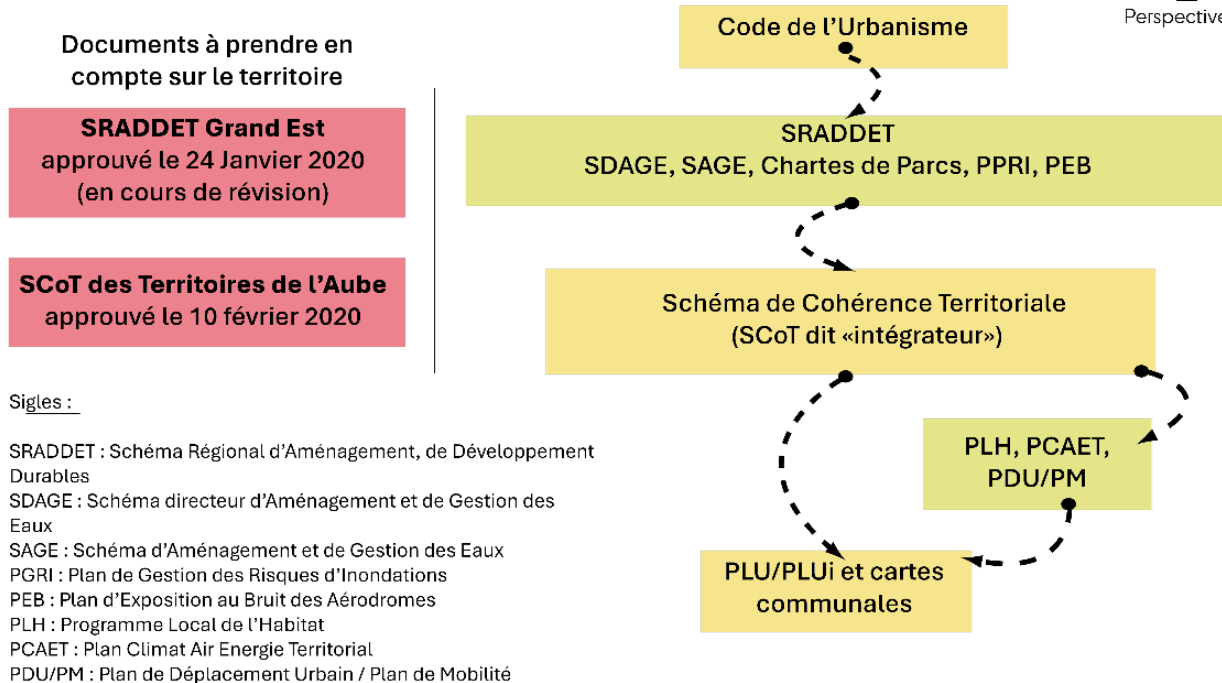 Perspective
Documents à prendre en
compte sur le territoire
SRADDET Grand Est
approuvé le 24 Janvier 2020
(en cours de révision)
SCoT des Territoires de l'Aube
approuvé le 10 février 2020
Code de l'Urbanisme
SRADDET
SDAGE, SAGE, Chartes de Parcs, PPRI, PEB
Schéma de Cohérence Territoriale
(SCoT dit «intégrateur»)
PLH, PCAET,
PDU/PM
PLU/PLUi et cartes
communales
Sigles :
SRADDET : Schéma Régional d'Aménagement, de Développement
Durables
SDAGE : Schéma directeur d'Aménagement et de Gestion des
Eaux
SAGE : Schéma d'Aménagement et de Gestion des Eaux
PGRI : Plan de Gestion des Risques d'Inondations
PEB : Plan d'Exposition au Bruit des Aérodromes
PLH : Programme Local de l'Habitat
PCAET : Plan Climat Air Energie Territorial
PDU/PM : Plan de Déplacement Urbain / Plan de Mobilité